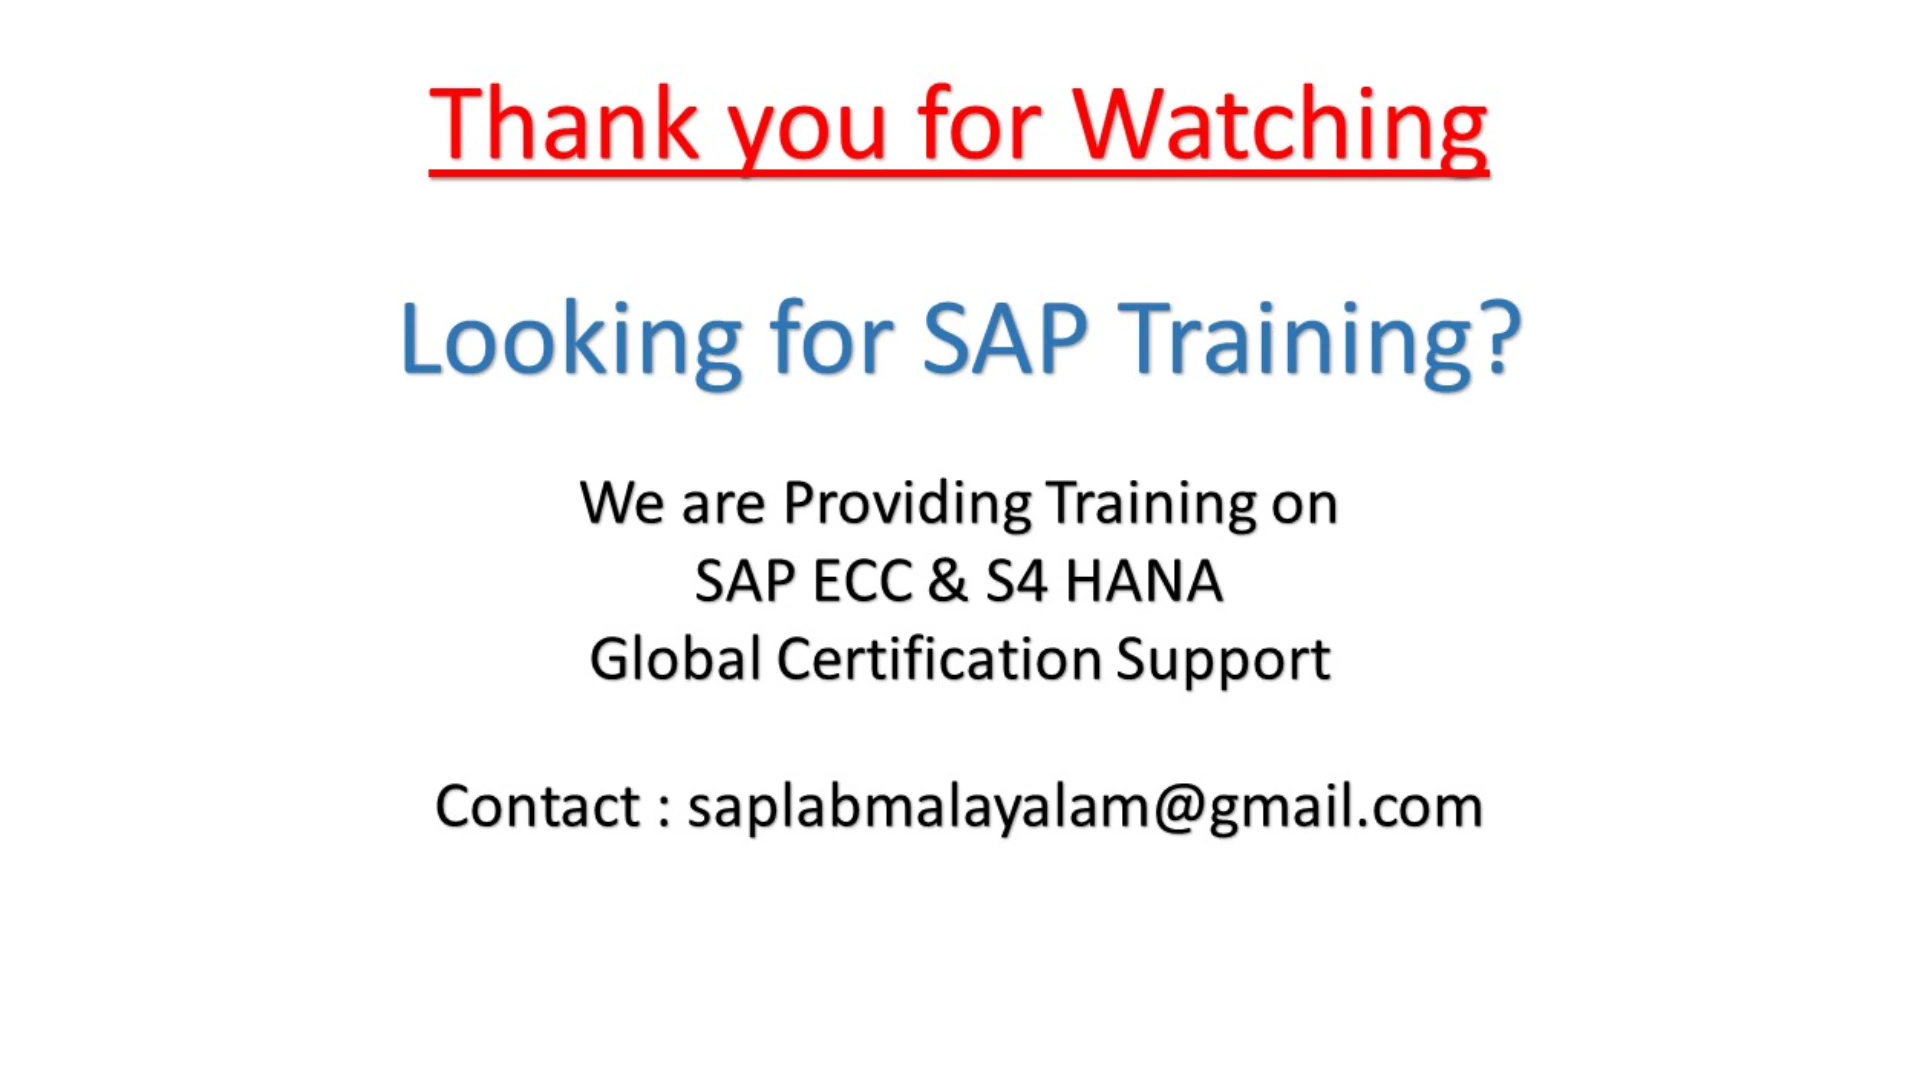 Thank you for Watching
Looking for SAP Training?
We are Providing Training on
SAP ECC & S4 HANA
Global Certification Support
Contact : saplabmalayalam@gmail.com